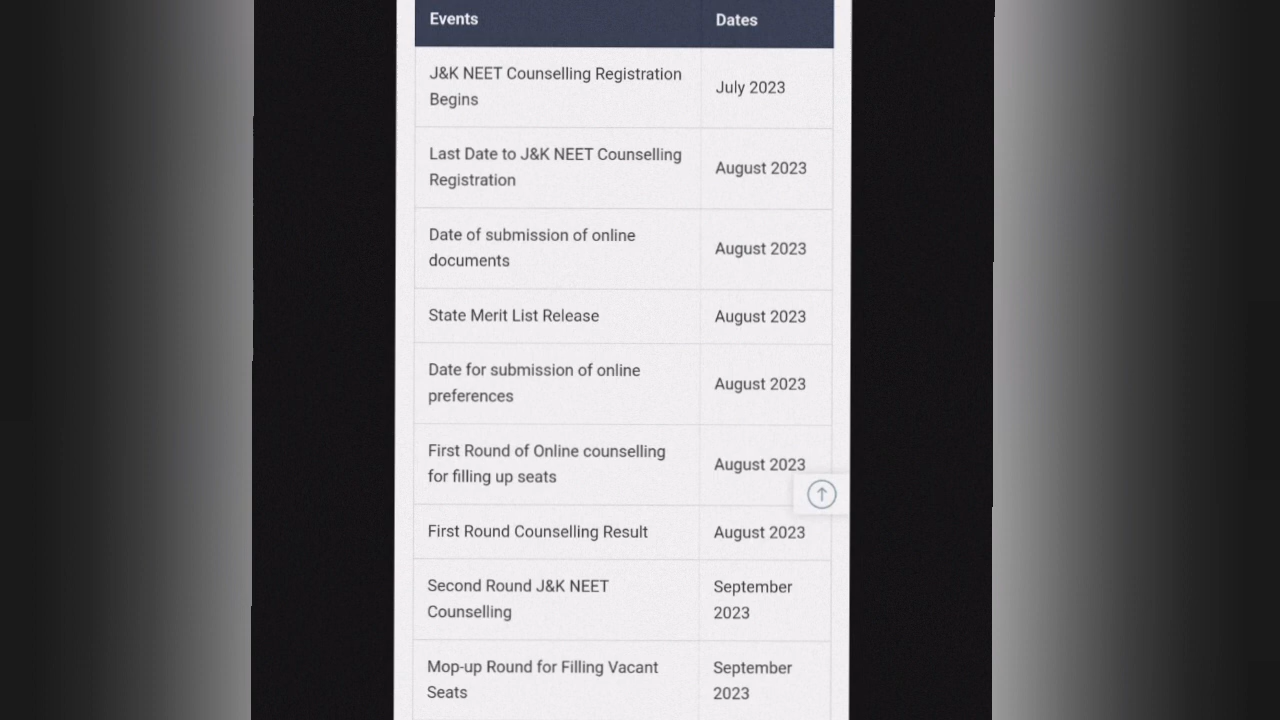 Events Dates
J&K NEET Counselling Registration
Begins
July 2023
Last Date to J&K NEET Counselling
Registration
August 2023
Date of submission of online
documents
August 2023
State Merit List Release August 2023
Date for submission of online
preferences
August 2023
First Round of Online counselling
for filling up seats
August 2023
First Round Counselling Result August 2023
Second Round J&K NEET
Counselling
September
2023
Mop-up Round for Filling Vacant
Seats
September
2023